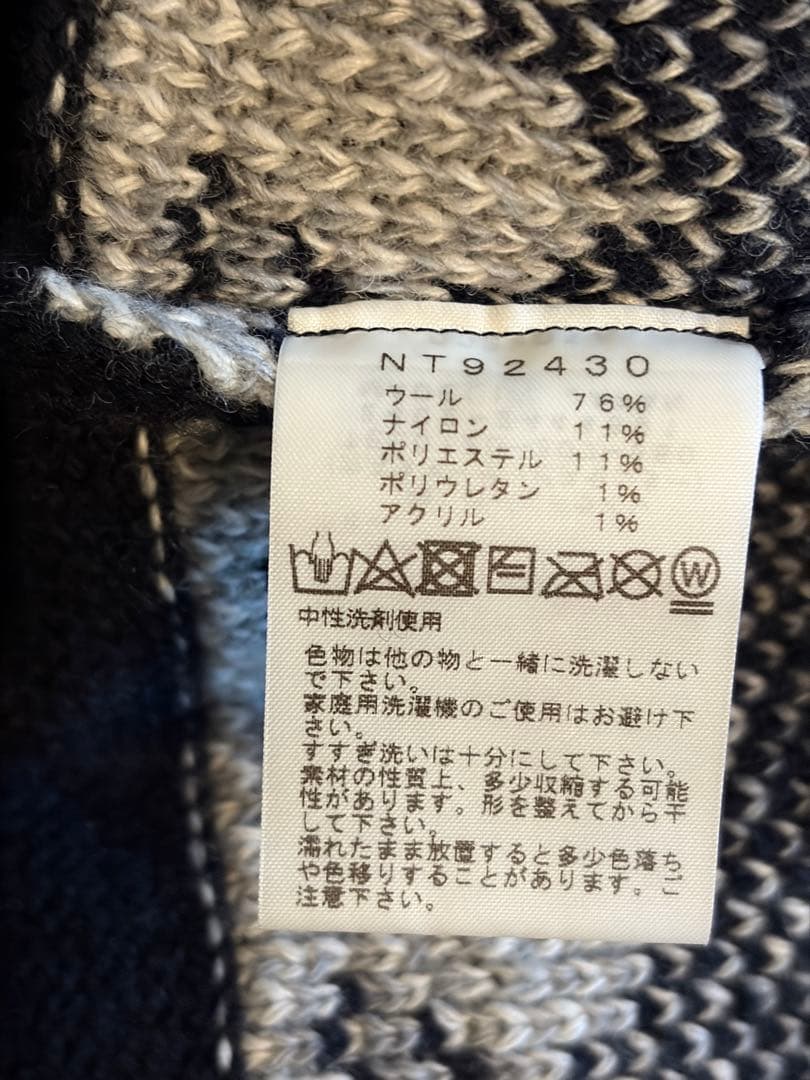 NT92430
ウール 76%
ナイロン 11%
ポリエステル 11%
ポリウレタン 1%
アクリル 1%
W
中性洗剤使用
色物は他の物と一緒に洗濯しない
で下さい。
家庭用洗濯機のご使用はお避け下
さい。
すすぎ洗いは十分にして下さい。
素材の性質上、多少収縮する可能
性があります。形を整えてから干
して下さい。
濡れたまま放置すると多少色落ち
や色移りすることがあります。ご
注意下さい。